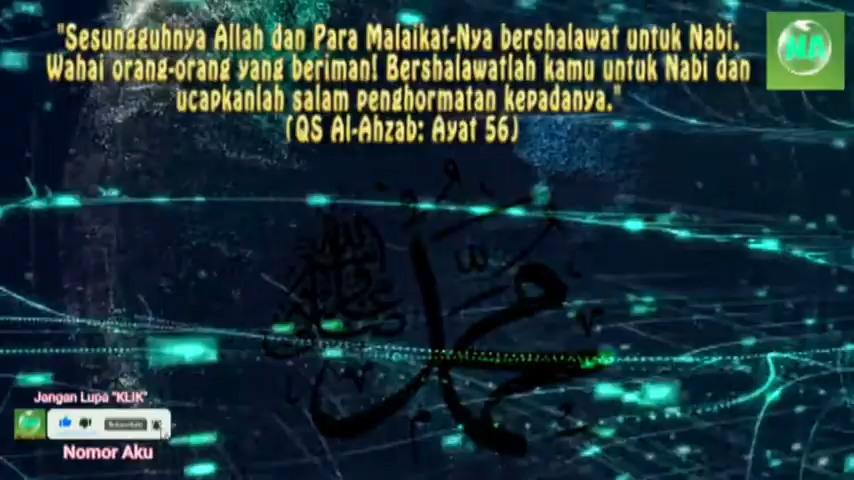 "Sesungguhnya Allah dan Para Malaikat-Nya bershalawat untuk Nabi.
Wahai orang-orang yang beriman! Bershalawatlah kamu untuk Nabi dan
ucapkanlah salam penghormatan kepadanya."
(QS Al-Ahzab: Ayat 56)
NA
محمد
Jangan Lupa "KLIK"
Nomor Aku